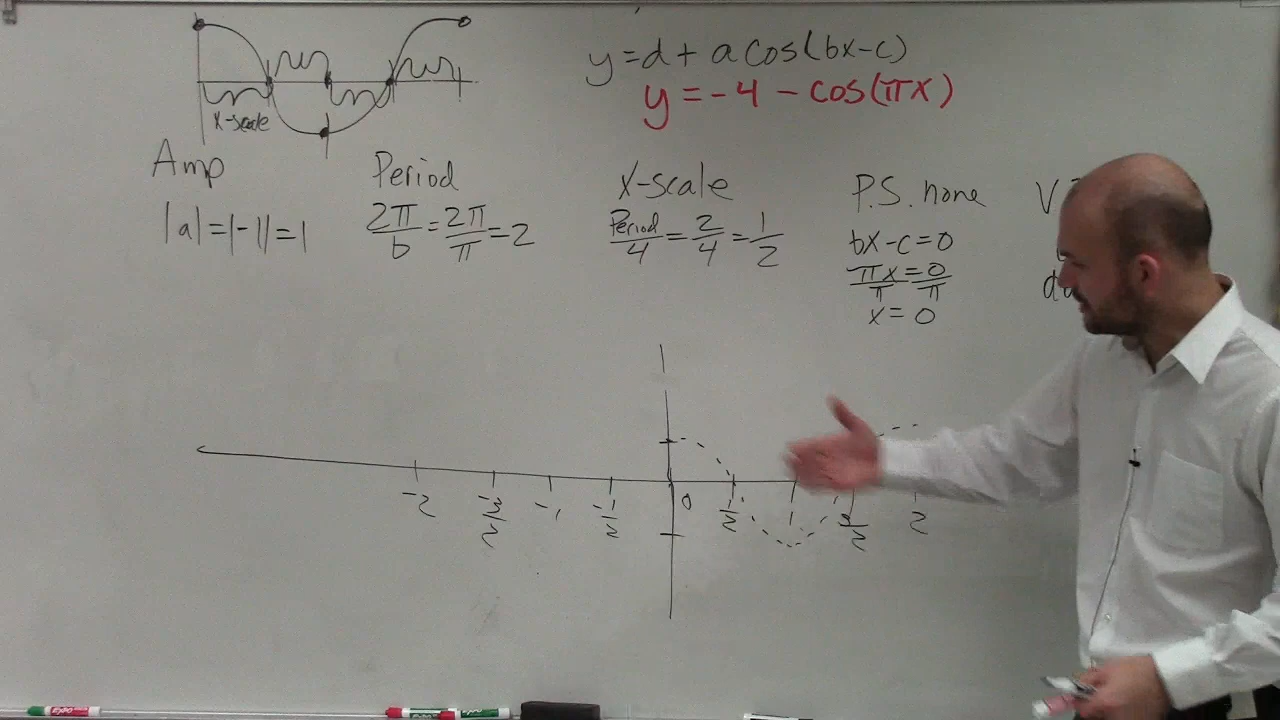 x-scale
y=d+acos(bx-c)
y=-4-cos(πx)
Amp
|a|=|-1|=1
Period
2π/b=2π/π=2
x-scale
Period/4=2/4=1/2
P.S. none
bx-c=0
πx/π=0/π
x=0
V
-2 -3/2 -1 -1/2 0 1/2 1 3/2 2